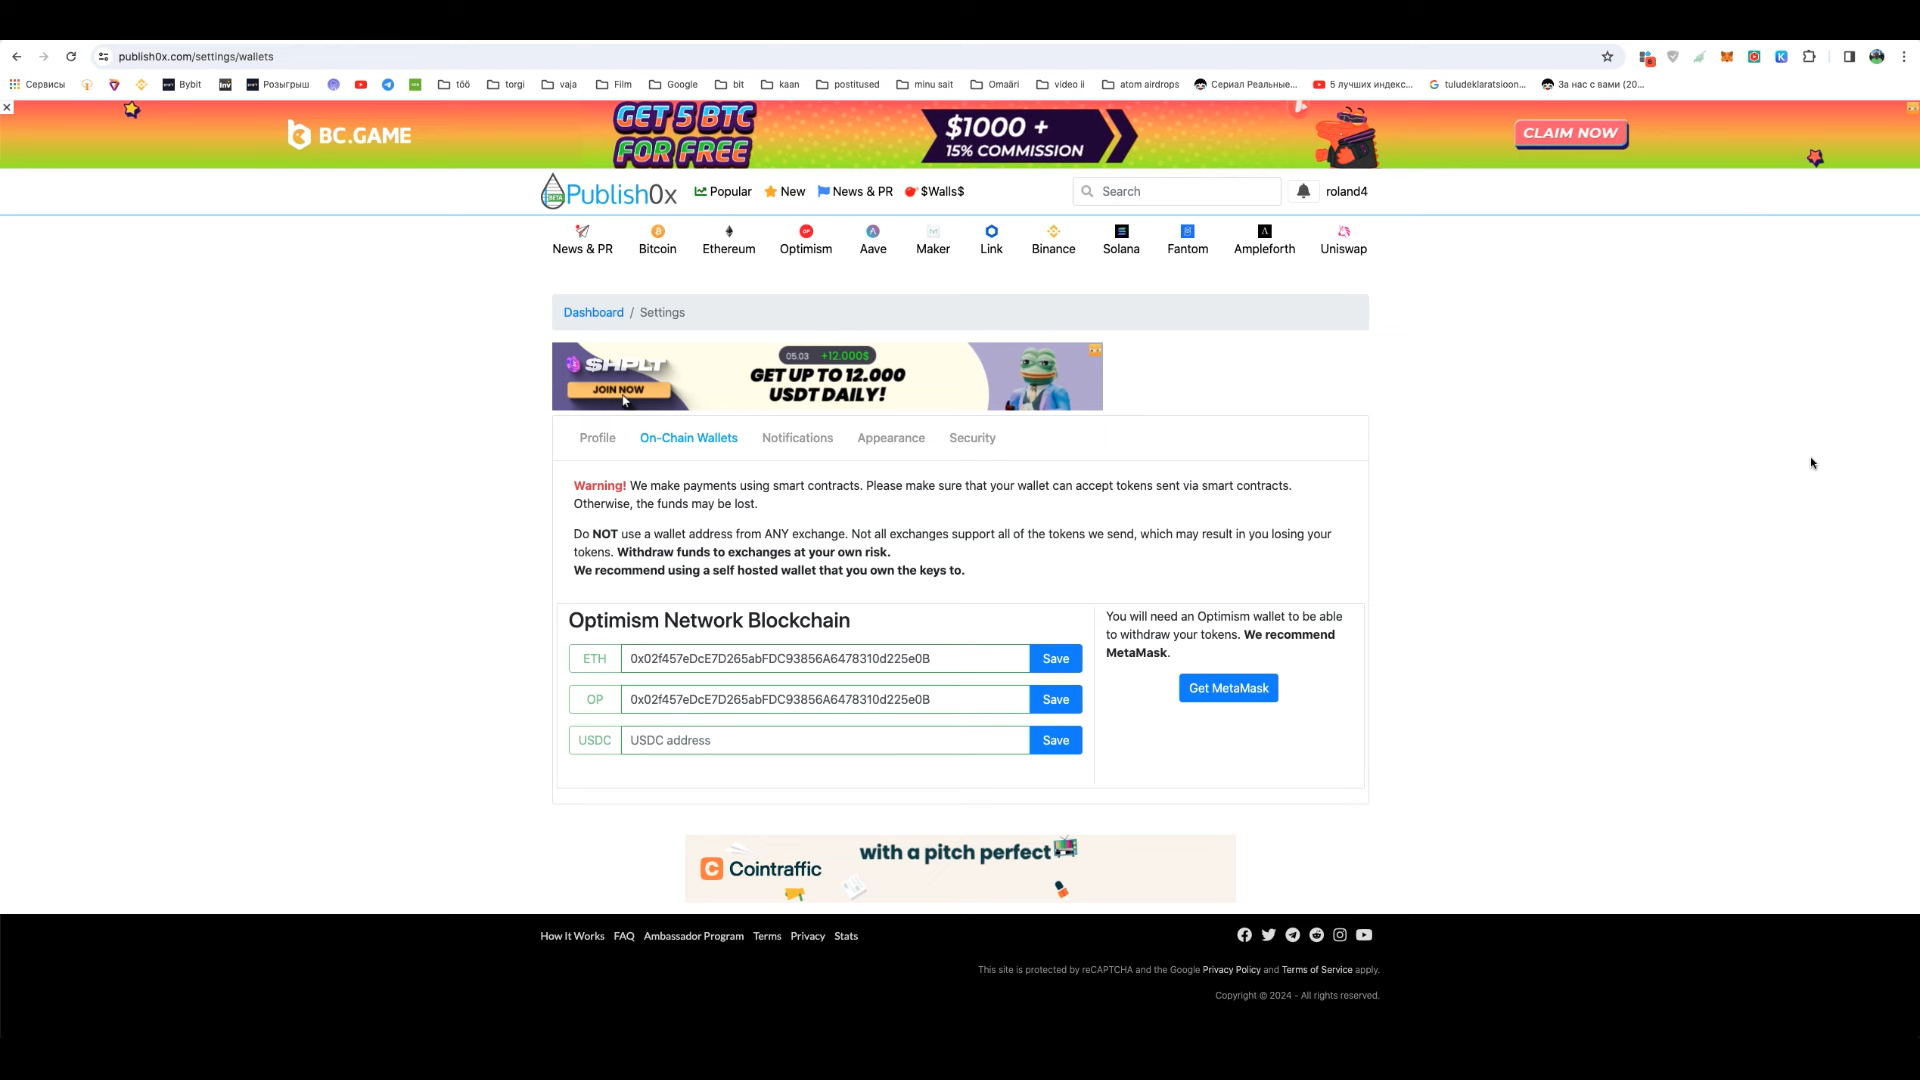 publish0x.com/settings/wallets
Сервисы
Bybit
Inv
Розыгрыш
töö
torgi
vaja
Film
Google
bit
kaan
postitused
minu sait
Omaäri
video ii
atom airdrops
Сериал Реальные...
5 лучших индекс...
tuludeklaratsioon...
За нас с вами (20...
BC.GAME
GET 5 BTC
FOR FREE
$1000 +
15% COMMISSION
CLAIM NOW
BETA
Publish0x
Popular
New
News & PR
$Wall$
Search
roland4
News & PR
Bitcoin
Ethereum
Optimism
Aave
Maker
Link
Binance
Solana
Fantom
Ampleforth
Uniswap
Dashboard / Settings
$HPLT
JOIN NOW
05.03 +12.000$
GET UP TO 12.000
USDT DAILY!
Profile
On-Chain Wallets
Notifications
Appearance
Security
Warning! We make payments using smart contracts. Please make sure that your wallet can accept tokens sent via smart contracts.
Otherwise, the funds may be lost.
Do NOT use a wallet address from ANY exchange. Not all exchanges support all of the tokens we send, which may result in you losing your
tokens. Withdraw funds to exchanges at your own risk.
We recommend using a self hosted wallet that you own the keys to.
Optimism Network Blockchain
ETH 0x02f457eDcE7D265abFDC93856A6478310d225e0B Save
OP 0x02f457eDcE7D265abFDC93856A6478310d225e0B Save
USDC USDC address Save
You will need an Optimism wallet to be able
to withdraw your tokens. We recommend
MetaMask.
Get MetaMask
Cointraffic
with a pitch perfect
How It Works
FAQ
Ambassador Program
Terms
Privacy
Stats
This site is protected by reCAPTCHA and the Google Privacy Policy and Terms of Service apply.
Copyright @ 2024 - All rights reserved.